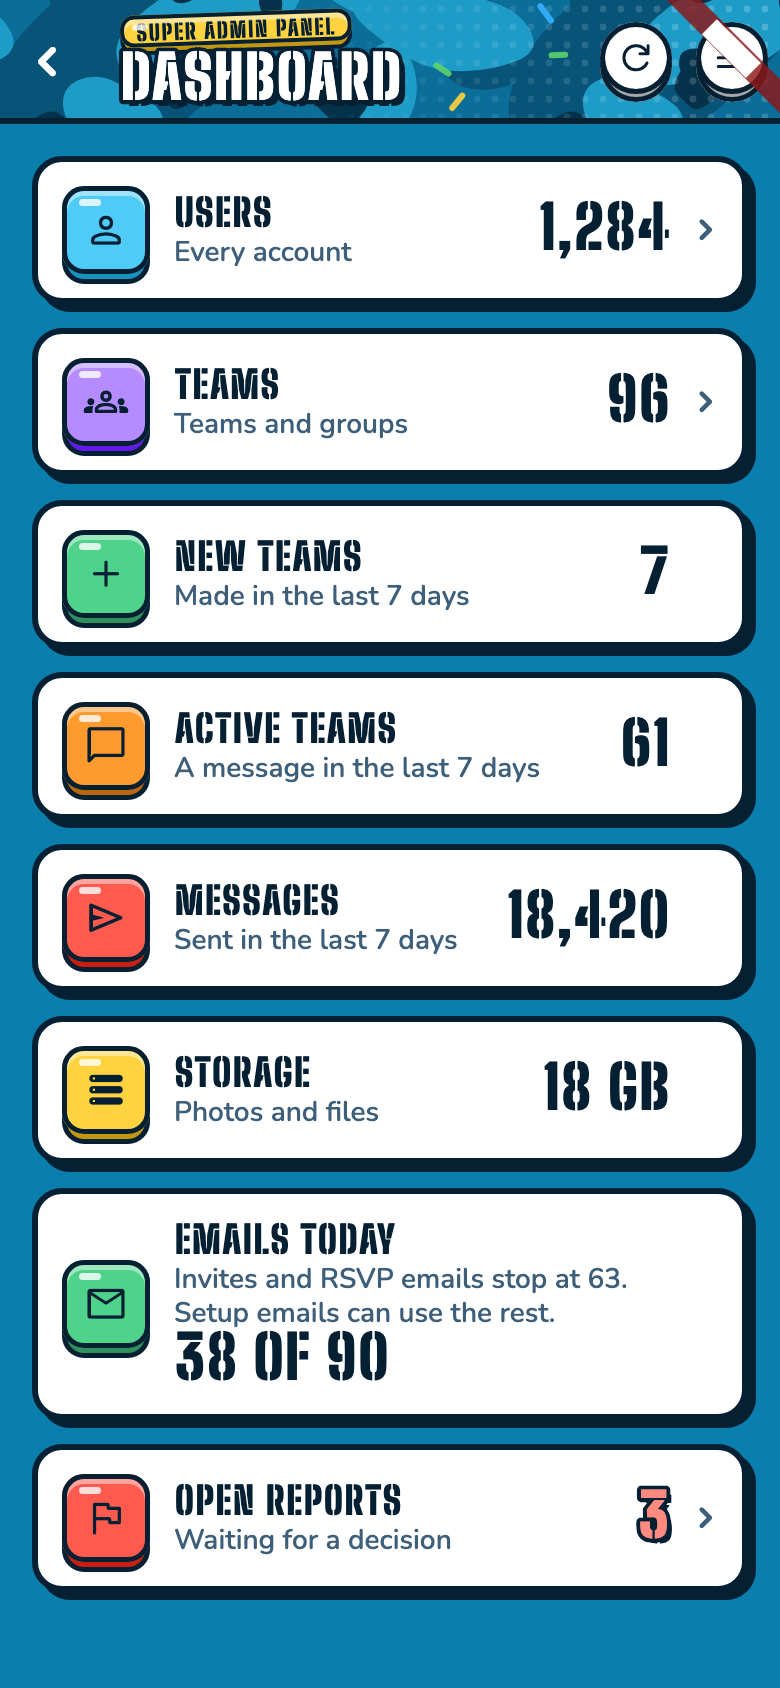 SUPER ADMIN PANEL
DASHBOARD
USERS
Every account
1,284
TEAMS
Teams and groups
96
NEW TEAMS
Made in the last 7 days
7
ACTIVE TEAMS
A message in the last 7 days
61
MESSAGES
Sent in the last 7 days
18,420
STORAGE
Photos and files
18 GB
EMAILS TODAY
Invites and RSVP emails stop at 63.
Setup emails can use the rest.
38 OF 90
OPEN REPORTS
Waiting for a decision
3